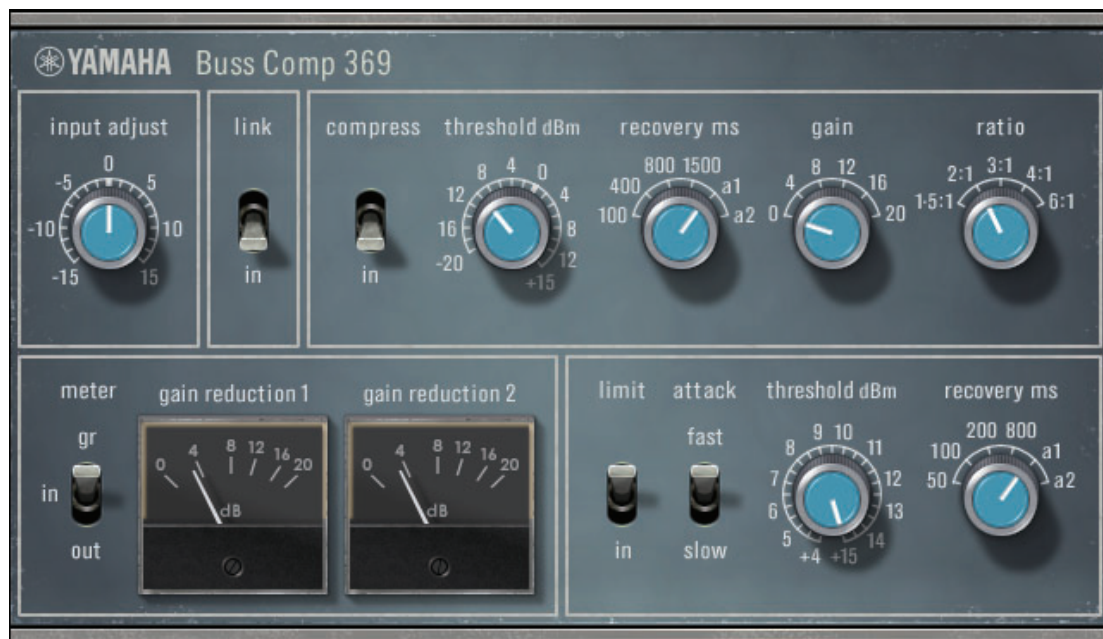 YAMAHA Buss Comp 369
input adjust
0
-5 5
-10 10
-15 15
link
in
compress
in
threshold dBm
4
8 0
12 4
16 8
-20 12
+15
recovery ms
800 1500
400 a1
100 a2
gain
8 12
4 16
0 20
ratio
3:1
2:1 4:1
1·5:1 6:1
meter
gr
in
out
gain reduction 1
0 4 8 12 16 20
dB
gain reduction 2
0 4 8 12 16 20
dB
limit
in
attack
fast
slow
threshold dBm
9 10
8 11
7 12
6 13
5 14
+4 +15
recovery ms
200 800
100 a1
50 a2